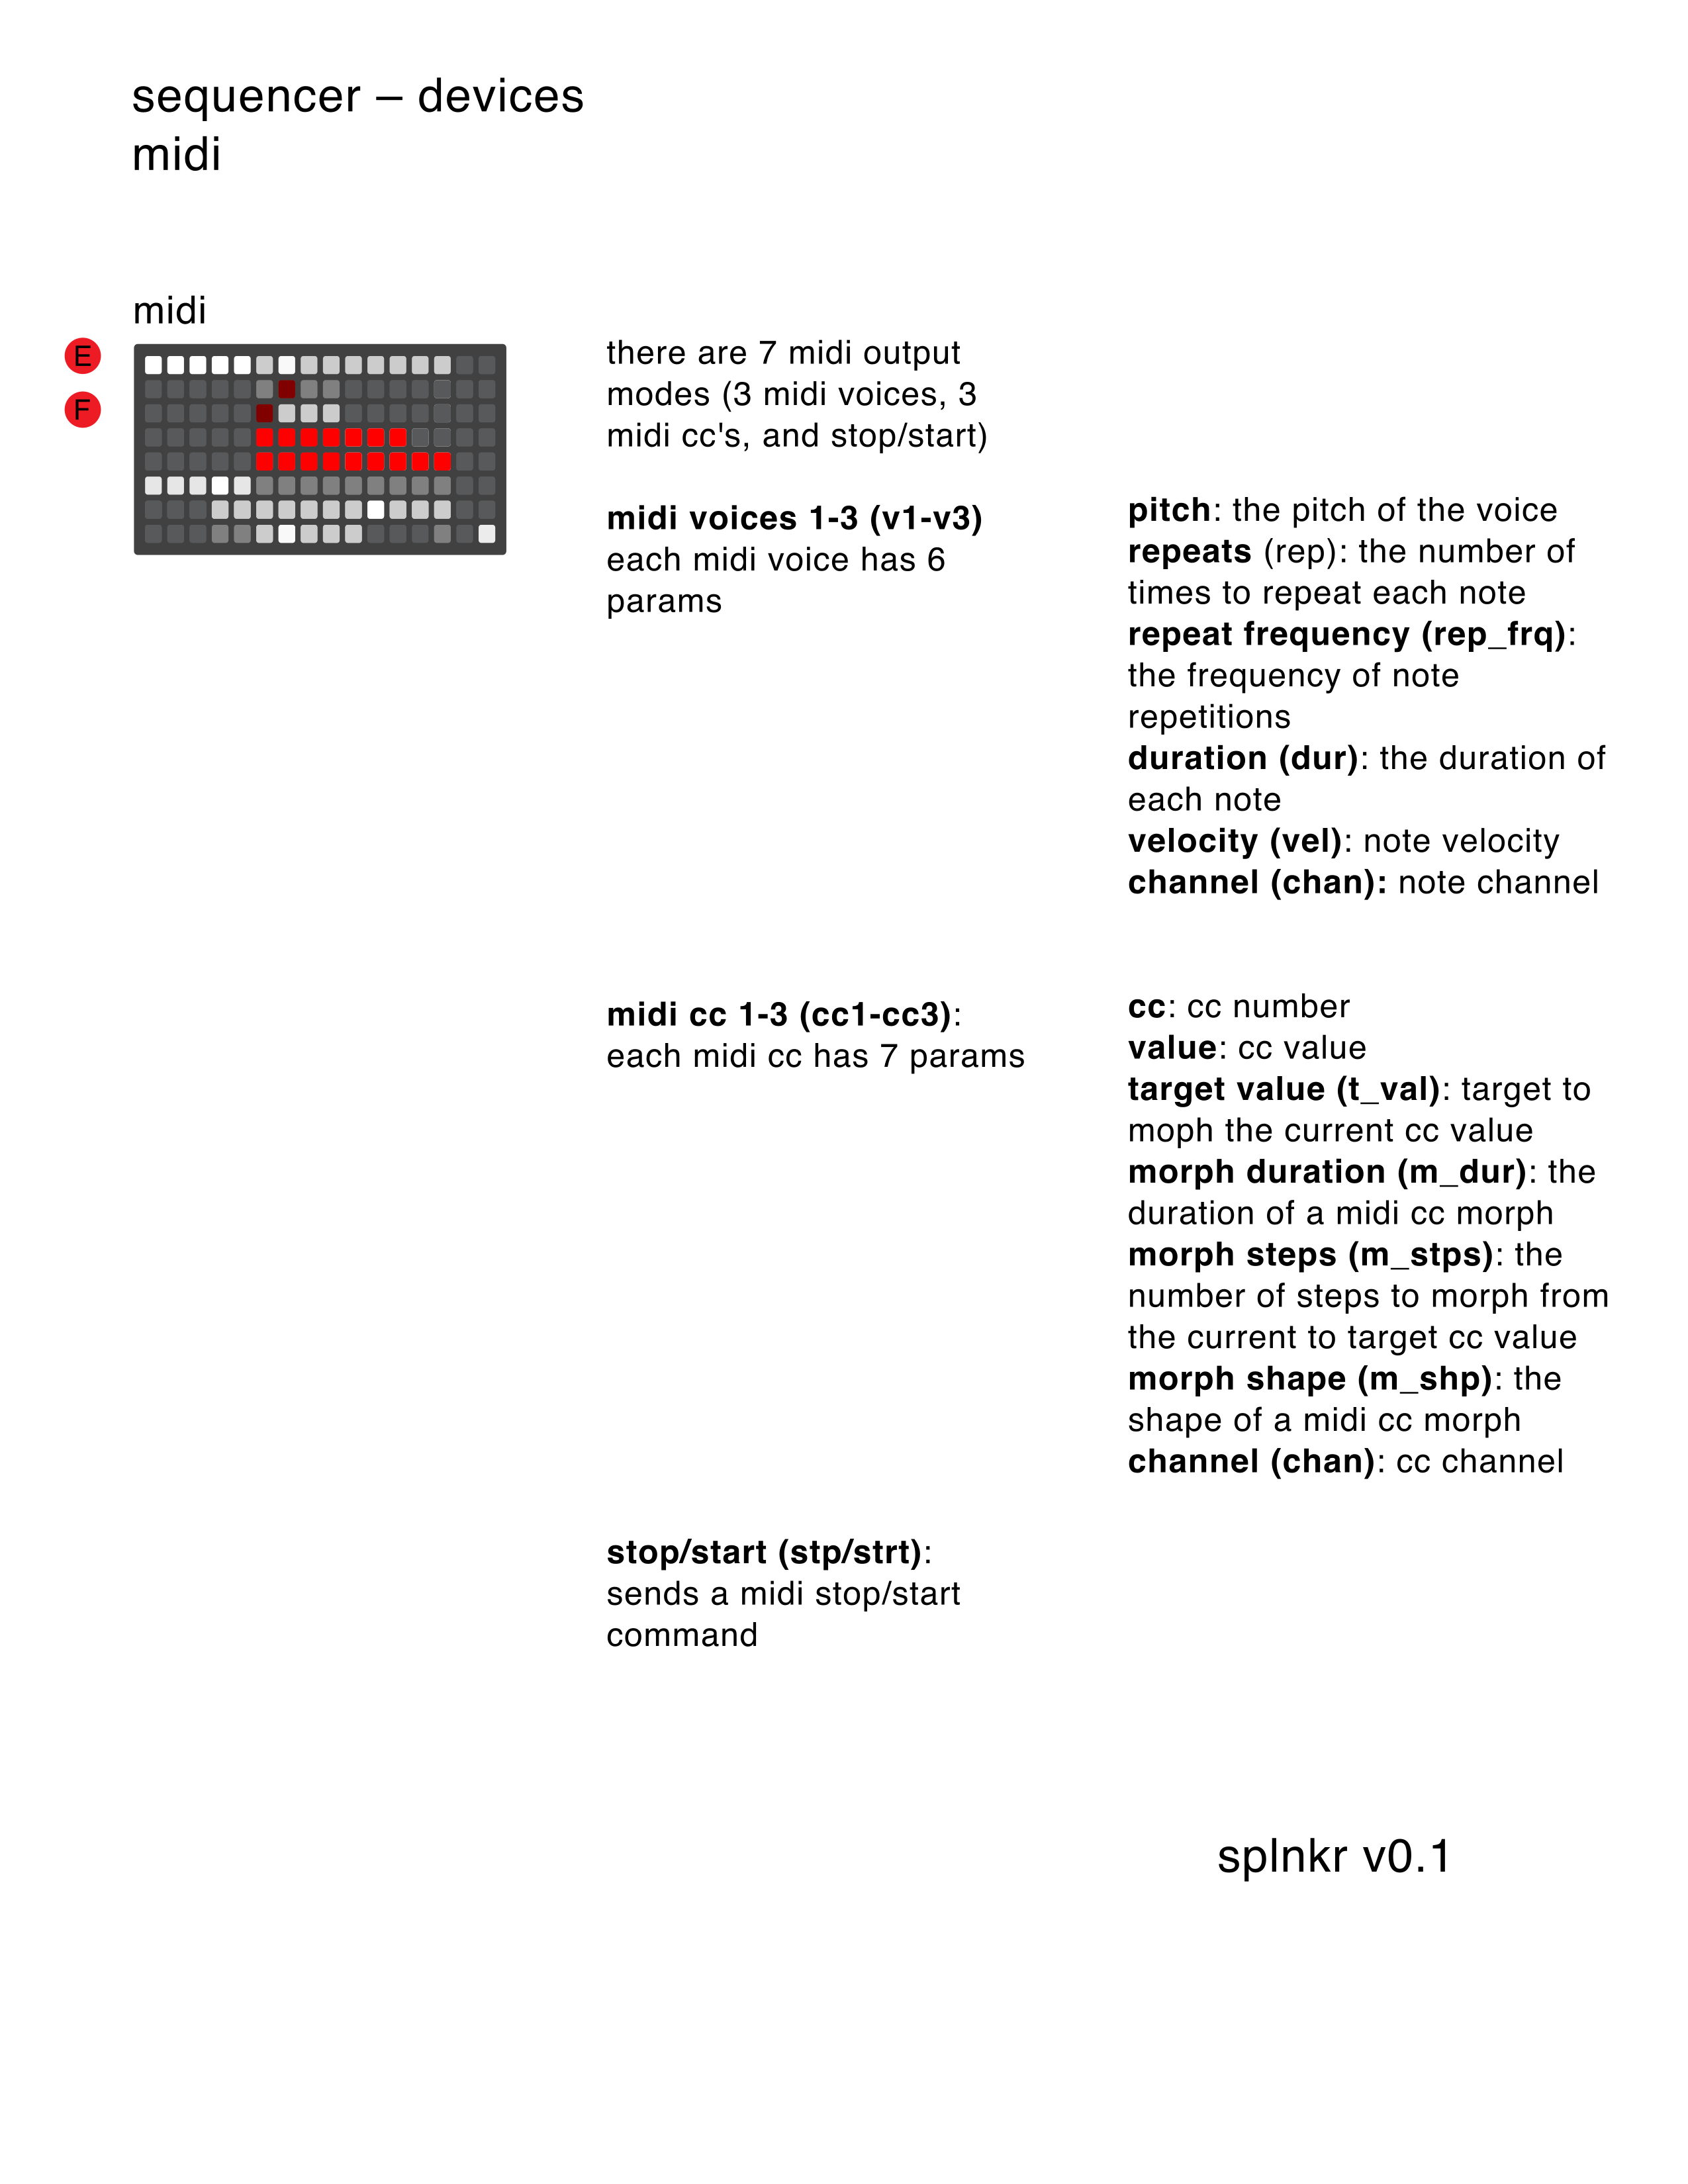 sequencer – devices
midi
midi
E
F
there are 7 midi output
modes (3 midi voices, 3
midi cc's, and stop/start)
midi voices 1-3 (v1-v3)
each midi voice has 6
params
pitch: the pitch of the voice
repeats (rep): the number of
times to repeat each note
repeat frequency (rep_frq):
the frequency of note
repetitions
duration (dur): the duration of
each note
velocity (vel): note velocity
channel (chan): note channel
midi cc 1-3 (cc1-cc3):
each midi cc has 7 params
cc: cc number
value: cc value
target value (t_val): target to
moph the current cc value
morph duration (m_dur): the
duration of a midi cc morph
morph steps (m_stps): the
number of steps to morph from
the current to target cc value
morph shape (m_shp): the
shape of a midi cc morph
channel (chan): cc channel
stop/start (stp/strt):
sends a midi stop/start
command
splnkr v0.1